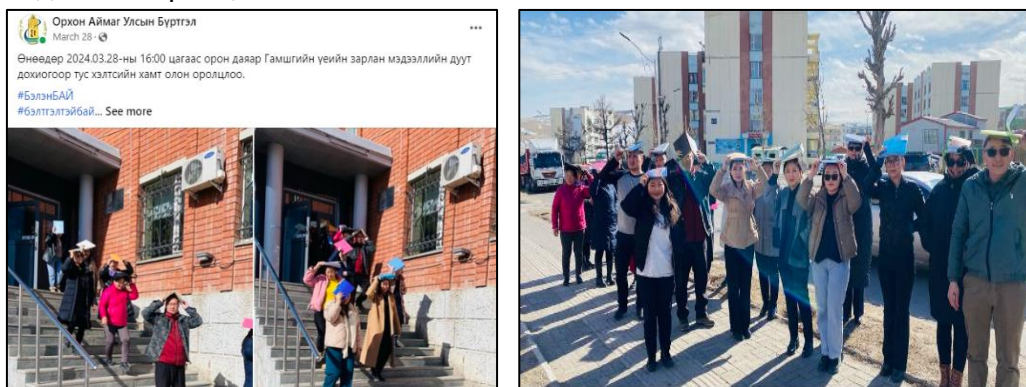 Орхон Аймаг Улсын Бүртгэл
March 28 ·
Өнөөдөр 2024.03.28-ны 16:00 цагаас орон даяар Гамшгийн үеийн зарлан мэдээллийн дуут
дохиогоор тус хэлтсийн хамт олон оролцлоо.
#БэлэнБАЙ
#бэлтгэлтэйбай... See more